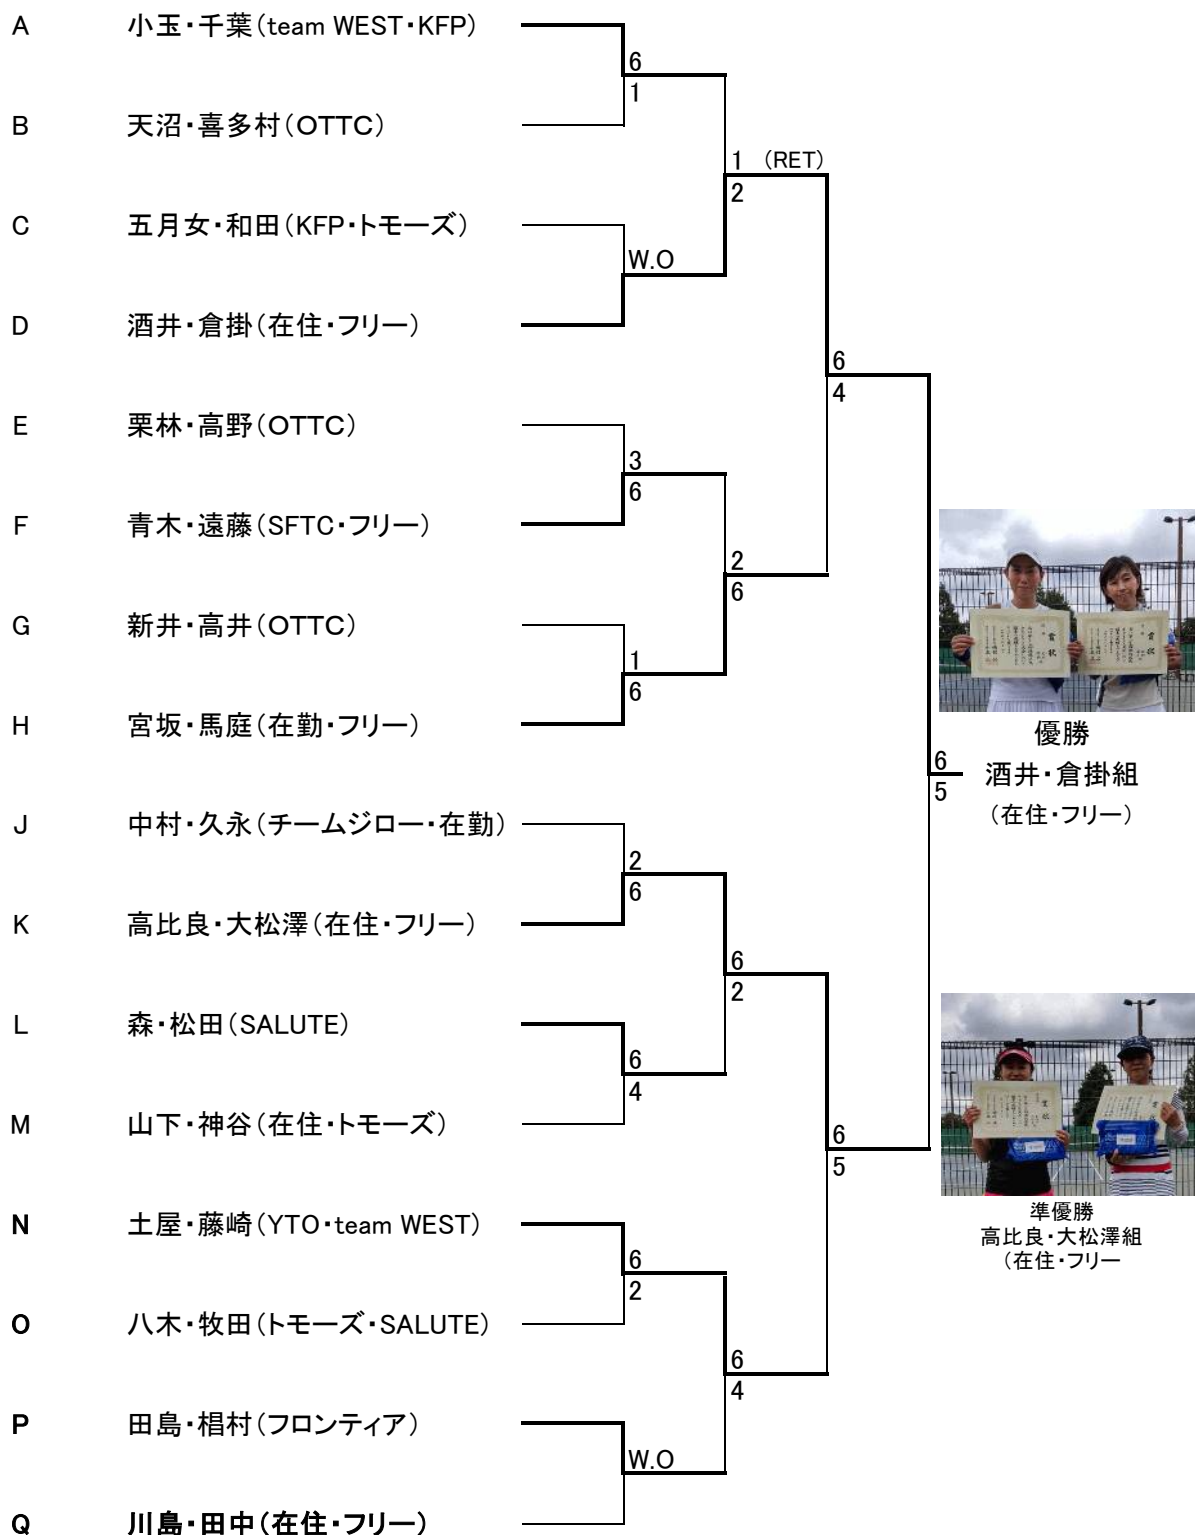 A 小玉・千葉(team WEST・KFP)
6
1
B 天沼・喜多村(OTTC)
1 (RET)
2
C 五月女・和田(KFP・トモーズ)
W.O
D 酒井・倉掛(在住・フリー)
6
4
E 栗林・高野(OTTC)
3
6
F 青木・遠藤(SFTC・フリー)
2
6
G 新井・高井(OTTC)
1
6
H 宮坂・馬庭(在勤・フリー)
賞状
賞状
優勝
6
5
酒井・倉掛組
(在住・フリー)
J 中村・久永(チームジロー・在勤)
2
6
K 高比良・大松澤(在住・フリー)
6
2
L 森・松田(SALUTE)
6
4
M 山下・神谷(在住・トモーズ)
6
5
賞状
準優勝
高比良・大松澤組
(在住・フリー
N 土屋・藤崎(YTO・team WEST)
6
2
O 八木・牧田(トモーズ・SALUTE)
6
4
P 田島・椙村(フロンティア)
W.O
Q 川島・田中(在住・フリー)